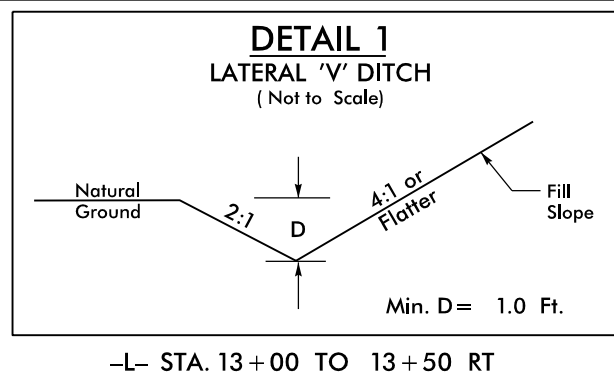 DETAIL 1
LATERAL 'V' DITCH
( Not to Scale)
Natural
Ground
2:1
D
4:1 or
Flatter
Fill
Slope
Min. D= 1.0 Ft.
-L- STA. 13+00 TO 13+50 RT